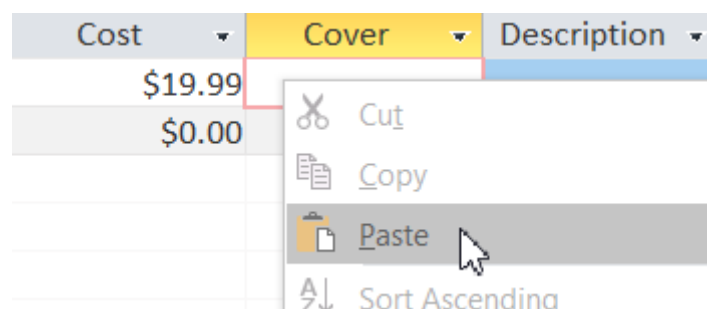 Cost Cover Description
$19.99
$0.00
Cut
Copy
Paste
Sort Ascending